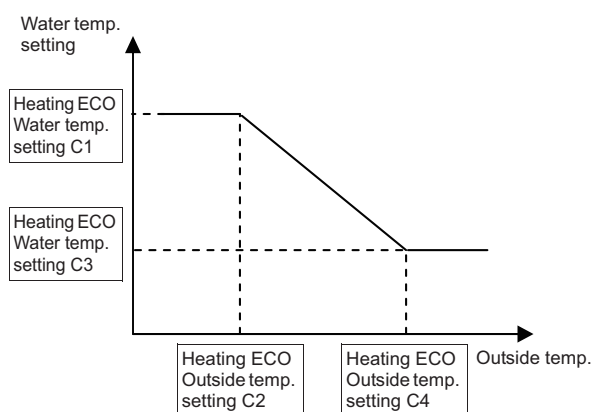 Water temp.
setting
Heating ECO
Water temp.
setting C1
Heating ECO
Water temp.
setting C3
Heating ECO
Outside temp.
setting C2
Heating ECO
Outside temp.
setting C4
Outside temp.